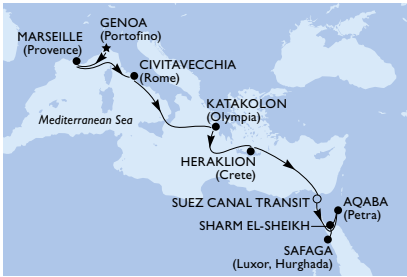 GENOA
(Portofino)
MARSEILLE
(Provence)
CIVITAVECCHIA
(Rome)
KATAKOLON
(Olympia)
Mediterranean Sea
HERAKLION
(Crete)
SUEZ CANAL TRANSIT
AQABA
(Petra)
SHARM EL-SHEIKH
SAFAGA
(Luxor, Hurghada)